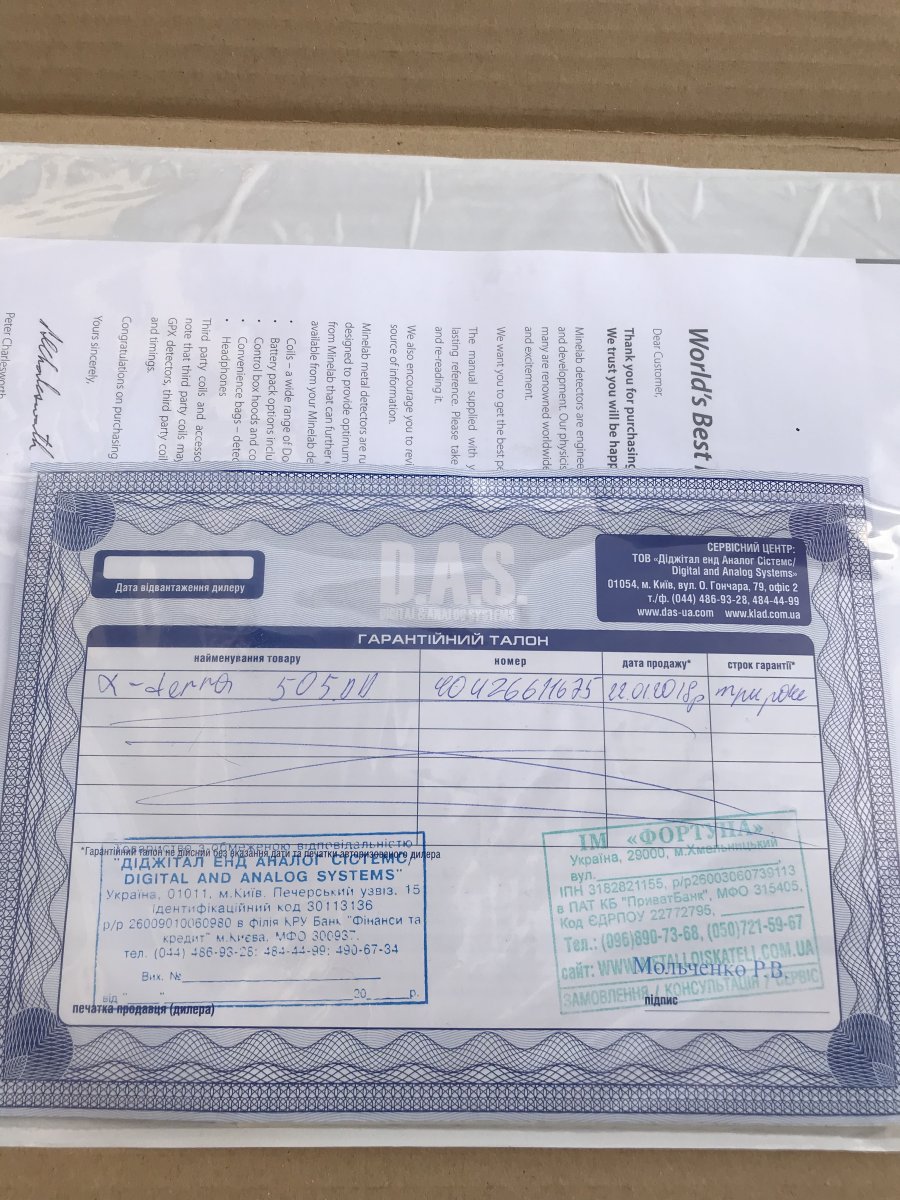 World's Best
Dear Customer,
Thank you for purchasing
We trust you will be happ
Minelab detectors are engine
and development. Our physicis
many are renowned worldwide
and excitement.
We want you to get the best pe
The manual supplied with y
lasting reference. Please take
and re-reading it.
We also encourage you to revi
source of information.
Minelab metal detectors are ru
designed to provide optimum
from Minelab that can further
available from your Minelab de
• Coils – a wide range of Do
• Battery pack options inclu
• Control box hoods and co
• Convenience bags – detec
• Headphones
Third party coils and accesso
note that third party coils may
GPX detectors, third party coil
and timings.
Congratulations on purchasing
Yours sincerely,
Peter Charlesworth
D.A.S.
DIGITAL & ANALOG SYSTEMS
Дата відвантаження дилеру
СЕРВІСНИЙ ЦЕНТР:
ТОВ «Діджітал енд Аналог Сістемс/
Digital and Analog Systems»
01054, м. Київ, вул. О. Гончара, 79, офіс 2
т./ф. (044) 486-93-28, 484-44-99
www.das-ua.com www.klad.com.ua
ГАРАНТІЙНИЙ ТАЛОН
найменування товару номер дата продажу* строк гарантії*
X-terra 505 22.01.2018р три роки
*Гарантійний талон не дійсний без вказання дати та печатки авторизованого дилера
Товариство з обмеженою відповідальністю
"ДІДЖІТАЛ ЕНД АНАЛОГ СІСТЕМС/
DIGITAL AND ANALOG SYSTEMS"
Україна, 01011, м.Київ, Печерський узвіз, 15
Ідентифікаційний код 30113136
р/р 26009010060980 в філія КРУ Банк "Фінанси та
кредит" м.Києва, МФО 300937,
тел. (044) 486-93-28; 484-44-99; 490-67-34
Вих. №
від " " 20 р.
печатка продавця (дилера)
ІМ «ФОРТУНА»
Україна, 29000, м.Хмельницький
вул.
ІПН 3182821155, р/р26003060739113
в ПАТ КБ "ПриватБанк", МФО 315405,
Код ЄДРПОУ 22772795,
Тел.: (096)890-73-68, (050)721-59-67
сайт: WWW.METALLOISKATELI.COM.UA
Мольченко Р.В.
ЗАМОВЛЕННЯ / КОНСУЛЬТАЦІЯ / СЕРВІС
підпис